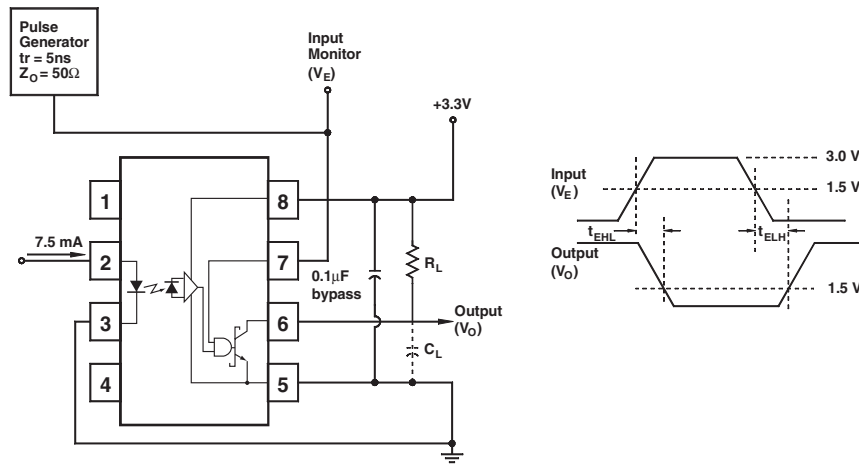 Pulse
Generator
tr = 5ns
ZO = 50Ω
Input
Monitor
(VE)
+3.3V
1
2
3
4
8
7
6
5
7.5 mA
0.1μF
bypass
RL
CL
Output
(VO)
Input
(VE)
3.0 V
1.5 V
tEHL
tELH
Output
(VO)
1.5 V